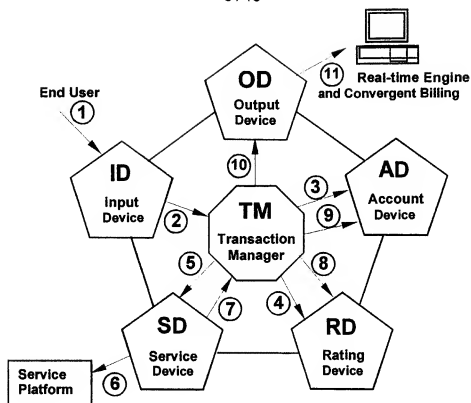 OD
Output
Device
11
Real-time Engine
and Convergent Billing
End User
1
ID
Input
Device
2
10
3
9
AD
Account
Device
TM
Transaction
Manager
5
7
4
8
SD
Service
Device
RD
Rating
Device
6
Service
Platform